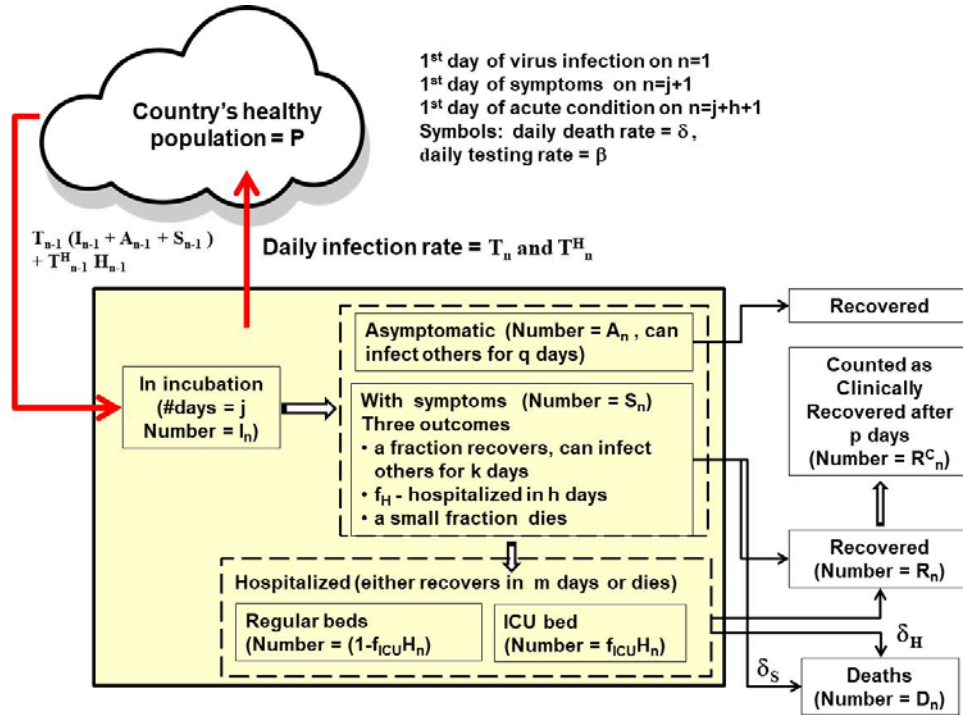 Country's healthy
population = P
1st day of virus infection on n=1
1st day of symptoms on n=j+1
1st day of acute condition on n=j+h+1
Symbols: daily death rate = δ ,
daily testing rate = β
Tn-1 (In-1 + An-1 + Sn-1 )
+ THn-1 Hn-1
Daily infection rate = Tn and THn
In incubation
(#days = j
Number = In)
Asymptomatic (Number = An , can
infect others for q days)
With symptoms (Number = Sn)
Three outcomes
• a fraction recovers, can infect
others for k days
• fH - hospitalized in h days
• a small fraction dies
Hospitalized (either recovers in m days or dies)
Regular beds
(Number = (1-fICUHn)
ICU bed
(Number = fICUHn)
Recovered
Counted as
Clinically
Recovered after
p days
(Number = RCn)
Recovered
(Number = Rn)
δH
δS
Deaths
(Number = Dn)